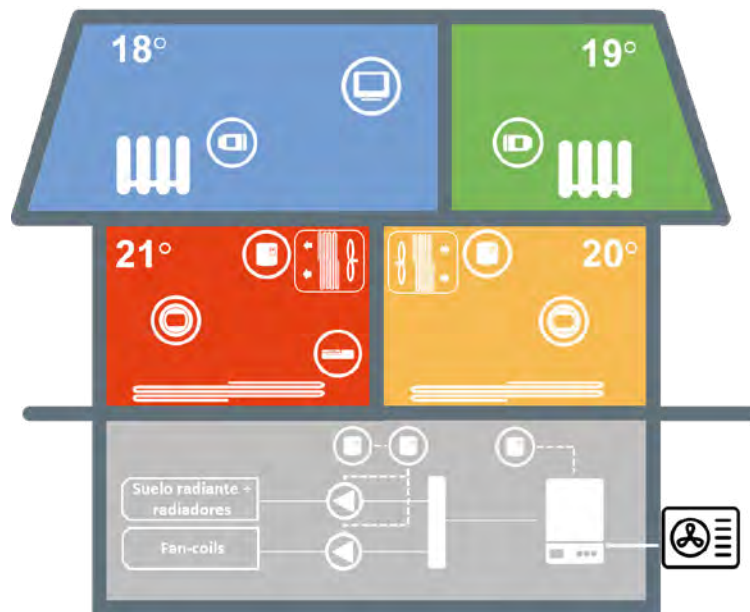 18°
19°
21°
20°
Suelo radiante +
radiadores
Fan-coils